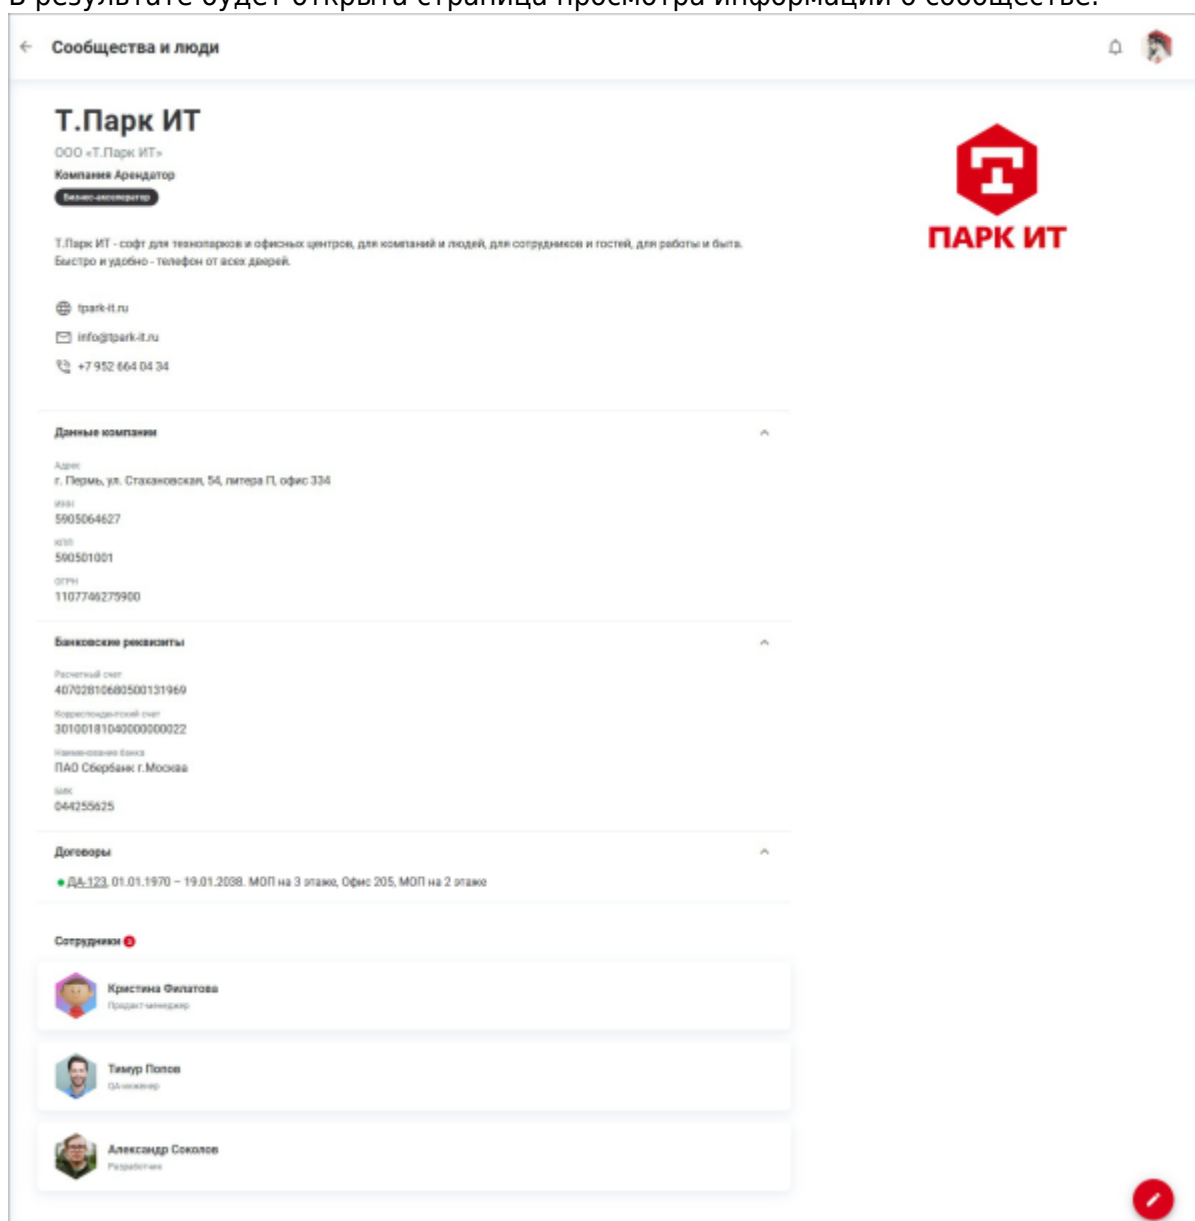 В результате будет открыта страница просмотра информации о сообществе.
Сообщества и люди
Т.Парк ИТ
ООО «Т.Парк ИТ»
Компания Арендатор
Бизнес-акселератор
ПАРК ИТ
Т.Парк ИТ - софт для технопарков и офисных центров, для компаний и людей, для сотрудников и гостей, для работы и быта.
Быстро и удобно - телефон от всех дверей.
tpark-it.ru
info@tpark-it.ru
+7 952 664 04 34
Данные компании
Адрес
г. Пермь, ул. Стахановская, 54, литера П, офис 334
ИНН
5905064627
КПП
590501001
ОГРН
1107746275900
Банковские реквизиты
Расчетный счет
40702810680500131969
Корреспондентский счет
30100181040000000022
Наименование банка
ПАО Сбербанк г.Москва
БИК
044255625
Договоры
ДА-123, 01.01.1970 – 19.01.2038. МОП на 3 этаже, Офис 205, МОП на 2 этаже
Сотрудники 3
Кристина Филатова
Продакт-менеджер
Тимур Попов
QA-инженер
Александр Соколов
Разработчик